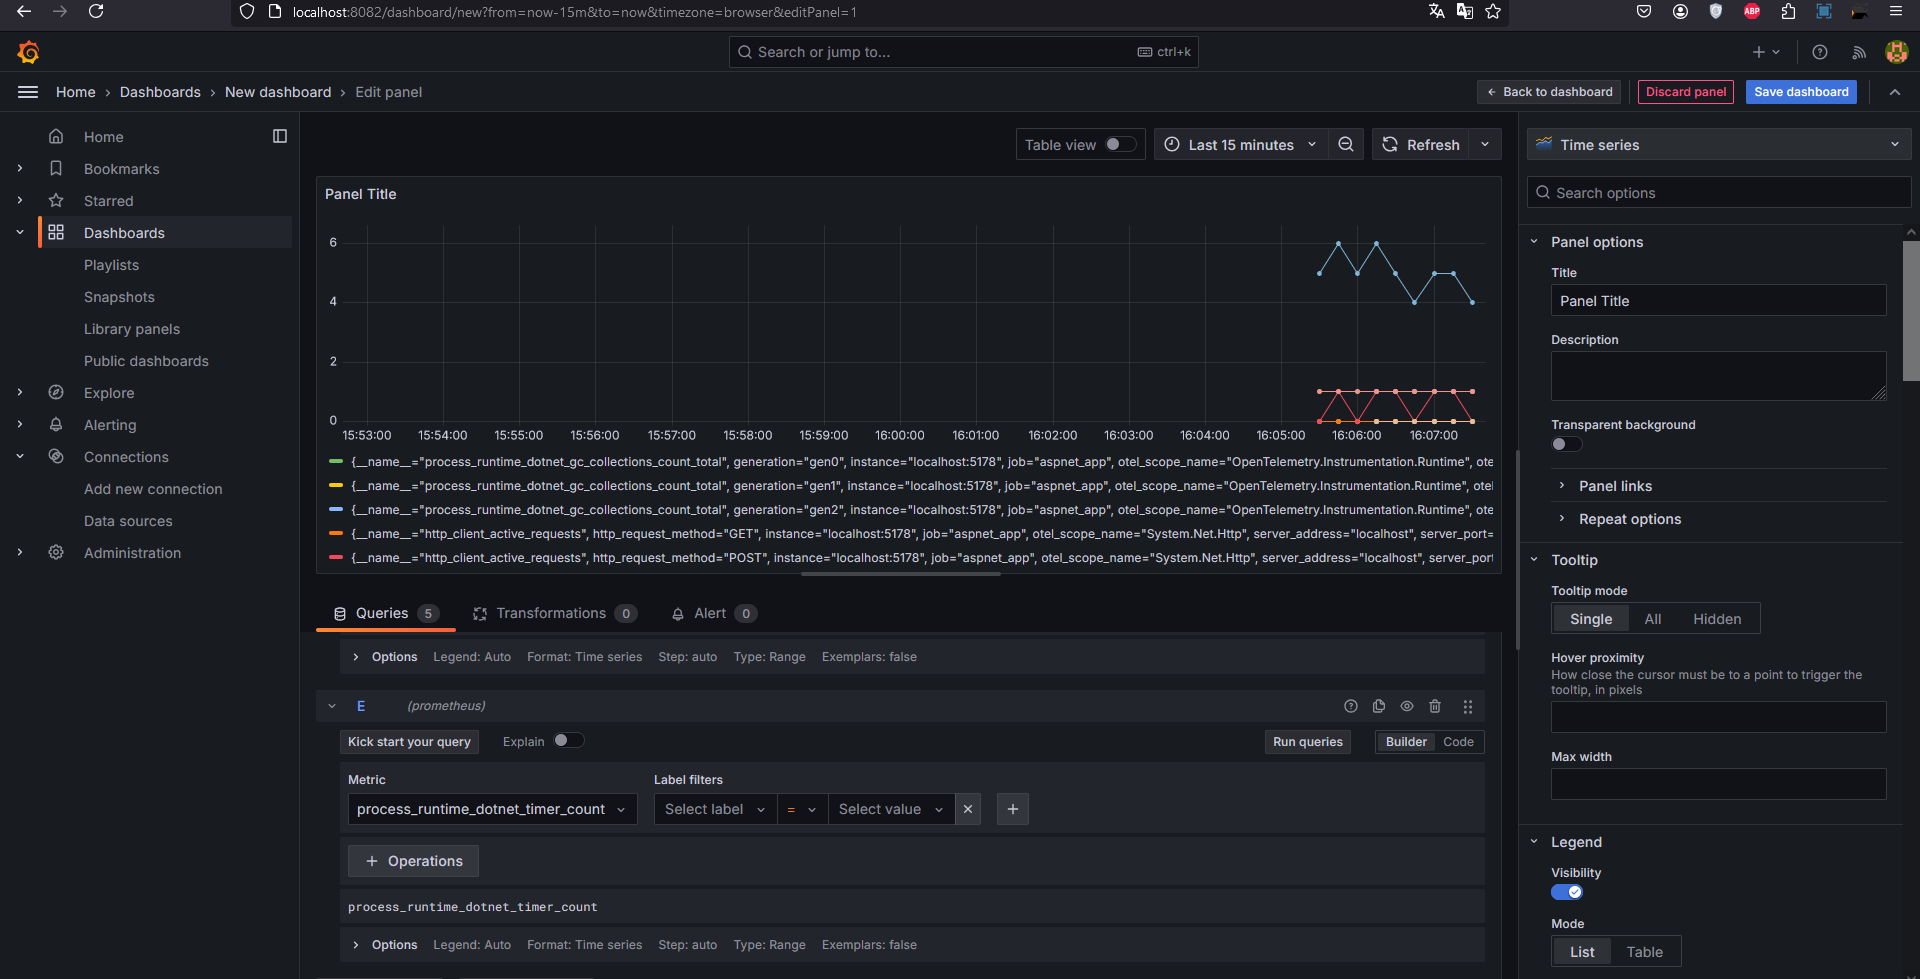 localhost:8082/dashboard/new?from=now-15m&to=now&timezone=browser&editPanel=1
ABP
Search or jump to...
ctrl+k
Home › Dashboards › New dashboard › Edit panel
Back to dashboard
Discard panel
Save dashboard
Home
Bookmarks
Starred
Dashboards
Playlists
Snapshots
Library panels
Public dashboards
Explore
Alerting
Connections
Add new connection
Data sources
Administration
Table view
Last 15 minutes
Refresh
Panel Title
6
4
2
0
15:53:00 15:54:00 15:55:00 15:56:00 15:57:00 15:58:00 15:59:00 16:00:00 16:01:00 16:02:00 16:03:00 16:04:00 16:05:00 16:06:00 16:07:00
{__name__="process_runtime_dotnet_gc_collections_count_total", generation="gen0", instance="localhost:5178", job="aspnet_app", otel_scope_name="OpenTelemetry.Instrumentation.Runtime", ote
{__name__="process_runtime_dotnet_gc_collections_count_total", generation="gen1", instance="localhost:5178", job="aspnet_app", otel_scope_name="OpenTelemetry.Instrumentation.Runtime", otel
{__name__="process_runtime_dotnet_gc_collections_count_total", generation="gen2", instance="localhost:5178", job="aspnet_app", otel_scope_name="OpenTelemetry.Instrumentation.Runtime", ote
{__name__="http_client_active_requests", http_request_method="GET", instance="localhost:5178", job="aspnet_app", otel_scope_name="System.Net.Http", server_address="localhost", server_port=
{__name__="http_client_active_requests", http_request_method="POST", instance="localhost:5178", job="aspnet_app", otel_scope_name="System.Net.Http", server_address="localhost", server_port
Queries 5
Transformations 0
Alert 0
Options Legend: Auto Format: Time series Step: auto Type: Range Exemplars: false
E (prometheus)
Kick start your query
Explain
Run queries
Builder
Code
Metric
Label filters
process_runtime_dotnet_timer_count
Select label
=
Select value
+ Operations
process_runtime_dotnet_timer_count
Options Legend: Auto Format: Time series Step: auto Type: Range Exemplars: false
Time series
Search options
Panel options
Title
Panel Title
Description
Transparent background
Panel links
Repeat options
Tooltip
Tooltip mode
Single All Hidden
Hover proximity
How close the cursor must be to a point to trigger the
tooltip, in pixels
Max width
Legend
Visibility
Mode
List Table